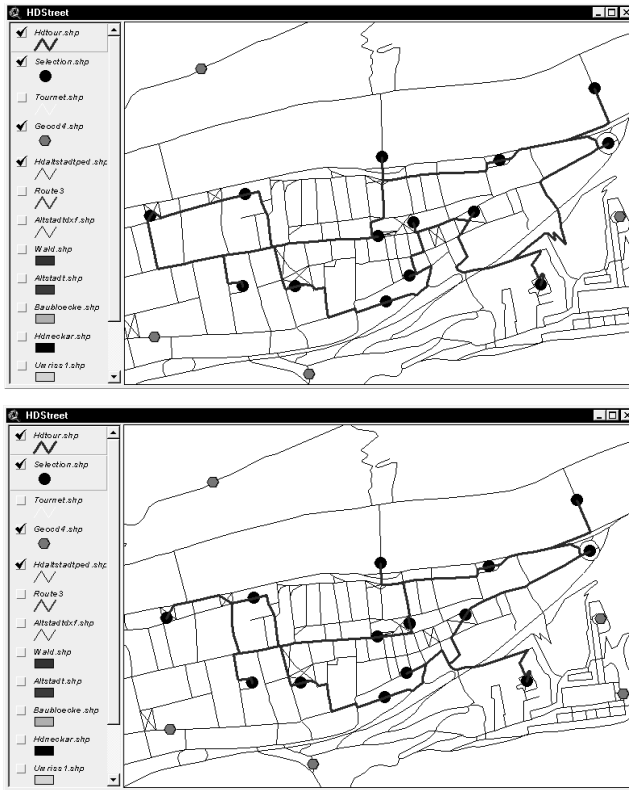 HDStreet
Hdtour.shp
Selection.shp
Tournet.shp
Geocd4.shp
Hdaltstadtped.shp
Route3
Altstadtdxf.shp
Wald.shp
Altstadt.shp
Baubloecke.shp
Hdneckar.shp
Umriss1.shp
HDStreet
Hdtour.shp
Selection.shp
Tournet.shp
Geocd4.shp
Hdaltstadtped.shp
Route3
Altstadtdxf.shp
Wald.shp
Altstadt.shp
Baubloecke.shp
Hdneckar.shp
Umriss1.shp